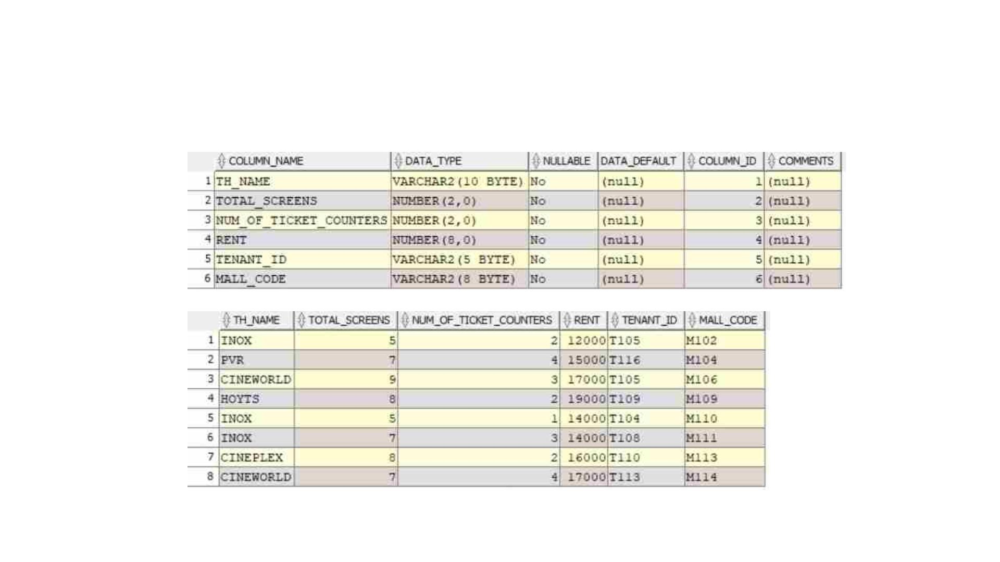 COLUMN_NAME DATA_TYPE NULLABLE DATA_DEFAULT COLUMN_ID COMMENTS
1 TH_NAME VARCHAR2(10 BYTE) No (null) 1 (null)
2 TOTAL_SCREENS NUMBER(2,0) No (null) 2 (null)
3 NUM_OF_TICKET_COUNTERS NUMBER(2,0) No (null) 3 (null)
4 RENT NUMBER(8,0) No (null) 4 (null)
5 TENANT_ID VARCHAR2(5 BYTE) No (null) 5 (null)
6 MALL_CODE VARCHAR2(8 BYTE) No (null) 6 (null)
TH_NAME TOTAL_SCREENS NUM_OF_TICKET_COUNTERS RENT TENANT_ID MALL_CODE
1 INOX 5 2 12000 T105 M102
2 PVR 7 4 15000 T116 M104
3 CINEWORLD 9 3 17000 T105 M106
4 HOYTS 8 2 19000 T109 M109
5 INOX 5 1 14000 T104 M110
6 INOX 7 3 14000 T108 M111
7 CINEPLEX 8 2 16000 T110 M113
8 CINEWORLD 7 4 17000 T113 M114